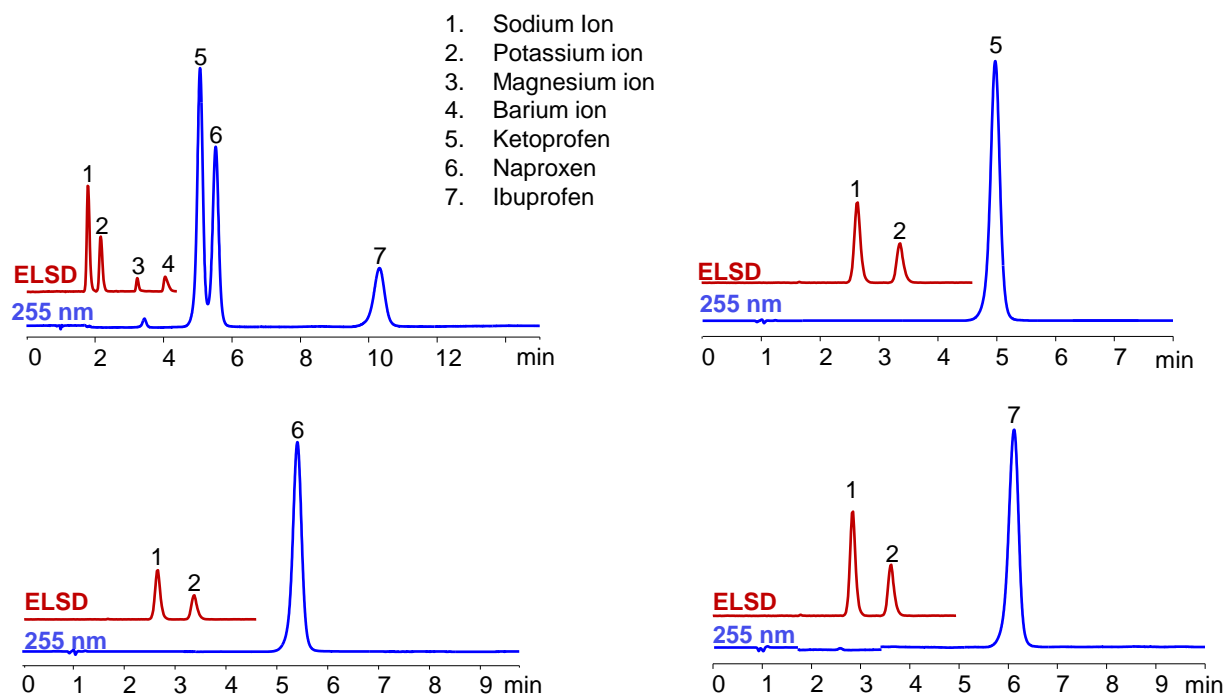 1. Sodium Ion
2. Potassium ion
3. Magnesium ion
4. Barium ion
5. Ketoprofen
6. Naproxen
7. Ibuprofen
5
6
1
2
3 4
7
ELSD
255 nm
0 2 4 6 8 10 12 min
5
1
2
ELSD
255 nm
0 1 2 3 4 5 6 7 min
6
1
2
ELSD
255 nm
0 1 2 3 4 5 6 7 8 9 min
7
1
2
ELSD
255 nm
0 1 2 3 4 5 6 7 8 9 min